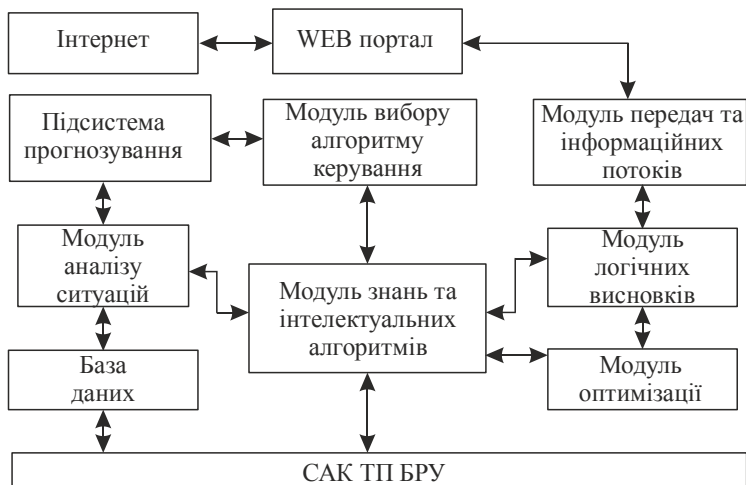 Інтернет
WEB портал
Підсистема
прогнозування
Модуль вибору
алгоритму
керування
Модуль передач та
інформаційних
потоків
Модуль
аналізу
ситуацій
Модуль знань та
інтелектуальних
алгоритмів
Модуль
логічних
висновків
База
даних
Модуль
оптимізації
САК ТП БРУ